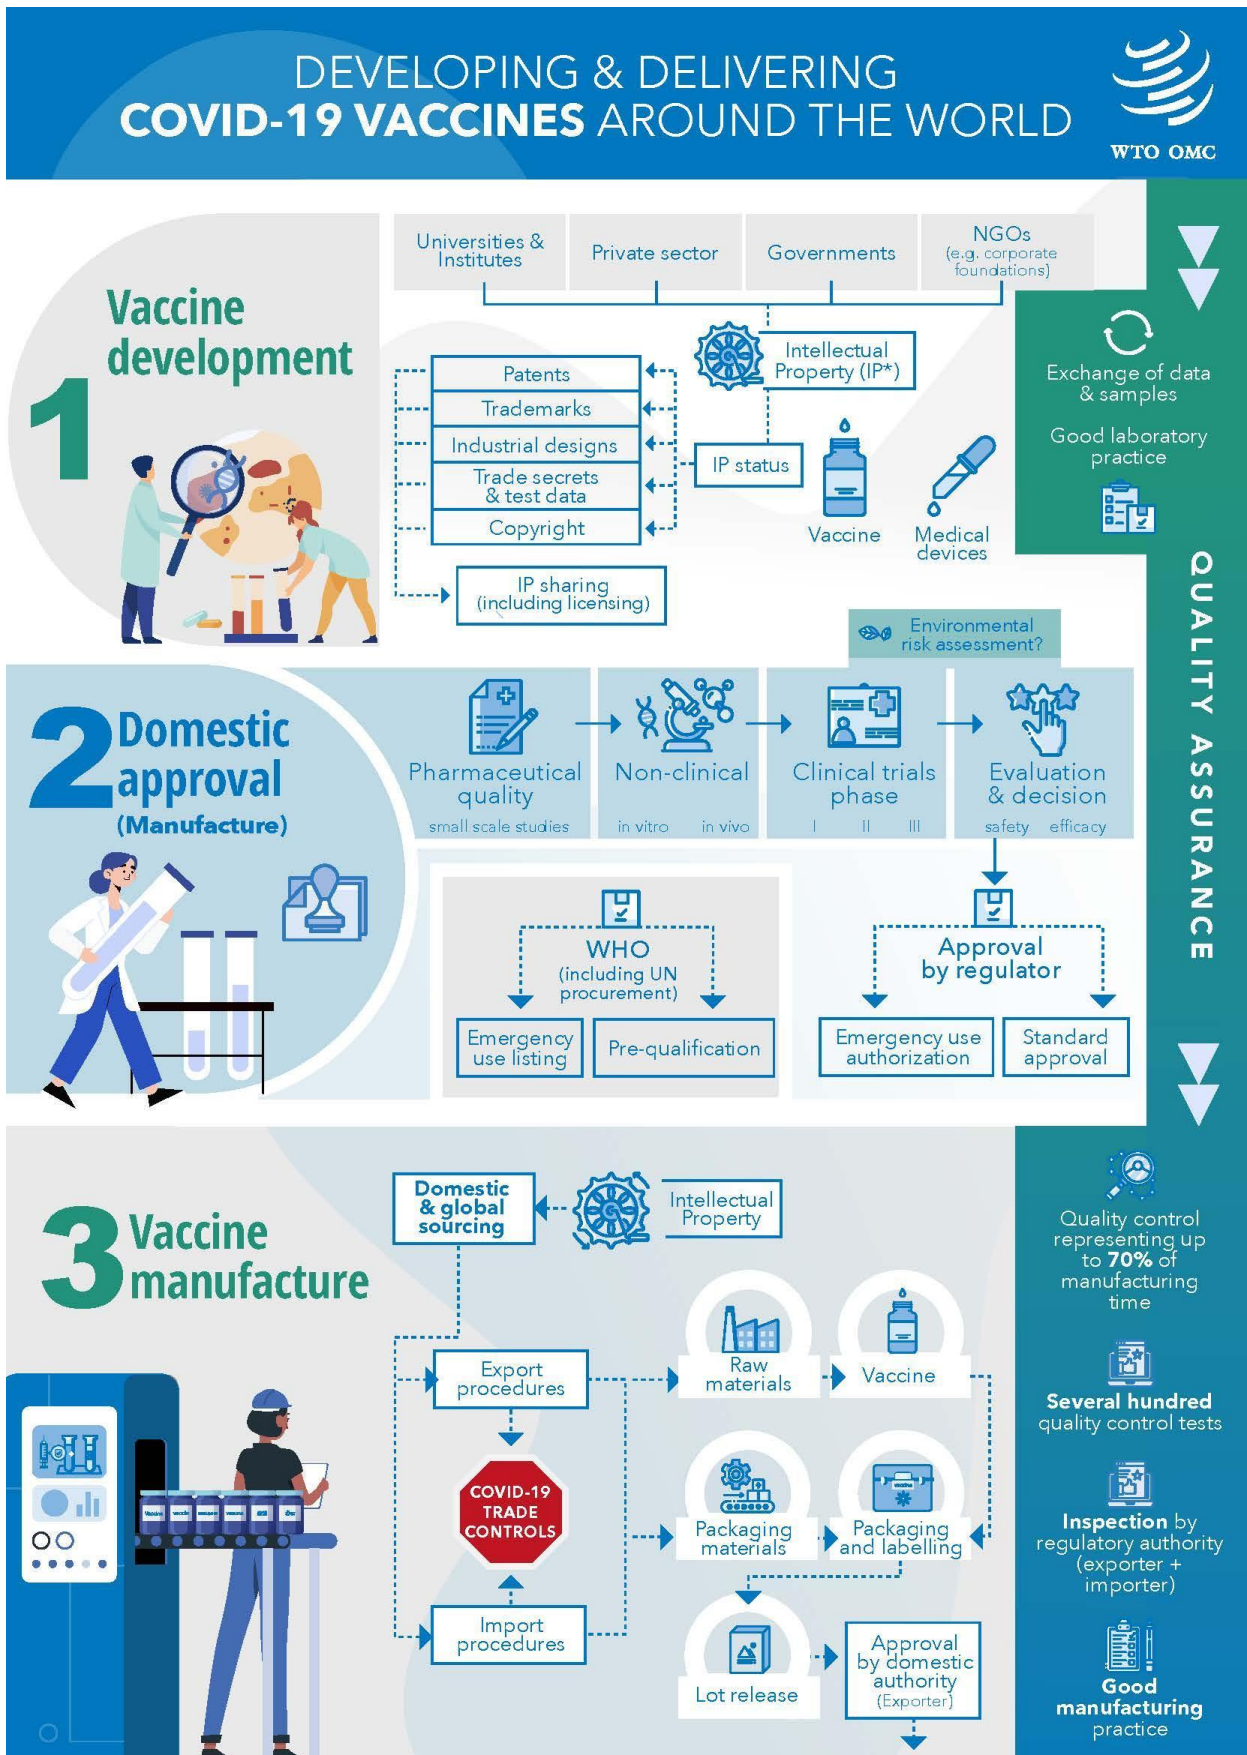 DEVELOPING & DELIVERING
COVID-19 VACCINES AROUND THE WORLD
WTO OMC
1
Vaccine
development
Universities &
Institutes
Private sector
Governments
NGOs
(e.g. corporate
foundations)
Intellectual
Property (IP*)
IP status
Patents
Trademarks
Industrial designs
Trade secrets
& test data
Copyright
IP sharing
(including licensing)
Vaccine
Medical
devices
Exchange of data
& samples
Good laboratory
practice
QUALITY ASSURANCE
2
Domestic
approval
(Manufacture)
Environmental
risk assessment?
Pharmaceutical
quality
small scale studies
Non-clinical
in vitro in vivo
Clinical trials
phase
I II III
Evaluation
& decision
safety efficacy
WHO
(including UN
procurement)
Emergency
use listing
Pre-qualification
Approval
by regulator
Emergency use
authorization
Standard
approval
3
Vaccine
manufacture
Domestic
& global
sourcing
Intellectual
Property
Export
procedures
COVID-19
TRADE
CONTROLS
Import
procedures
Raw
materials
Vaccine
Packaging
materials
Packaging
and labelling
Lot release
Approval
by domestic
authority
(Exporter)
Quality control
representing up
to 70% of
manufacturing
time
Several hundred
quality control tests
Inspection by
regulatory authority
(exporter +
importer)
Good
manufacturing
practice